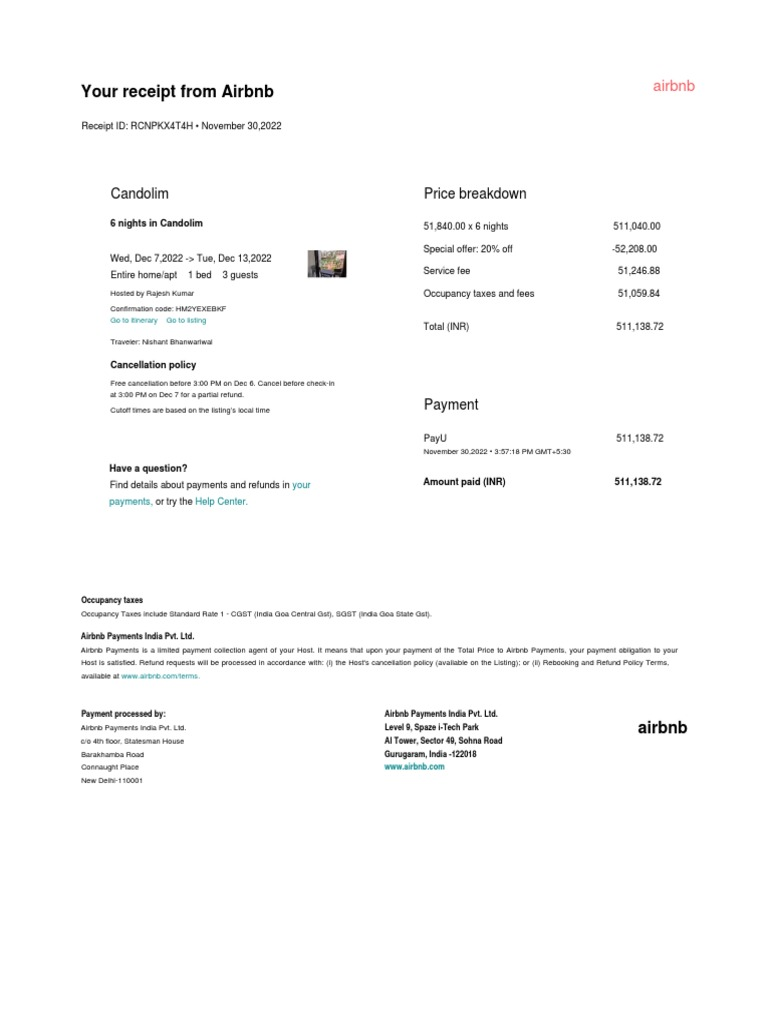 Your receipt from Airbnb
airbnb
Receipt ID: RCNPKX4T4H • November 30,2022
Candolim
6 nights in Candolim
Wed, Dec 7,2022 -> Tue, Dec 13,2022
Entire home/apt 1 bed 3 guests
Hosted by Rajesh Kumar
Confirmation code: HM2YEXEBKF
Go to itinerary Go to listing
Traveler: Nishant Bhanwariwal
Cancellation policy
Free cancellation before 3:00 PM on Dec 6. Cancel before check-in
at 3:00 PM on Dec 7 for a partial refund.
Cutoff times are based on the listing's local time
Have a question?
Find details about payments and refunds in your
payments, or try the Help Center.
Price breakdown
51,840.00 x 6 nights 511,040.00
Special offer: 20% off -52,208.00
Service fee 51,246.88
Occupancy taxes and fees 51,059.84
Total (INR) 511,138.72
Payment
PayU 511,138.72
November 30,2022 • 3:57:18 PM GMT+5:30
Amount paid (INR) 511,138.72
Occupancy taxes
Occupancy Taxes include Standard Rate 1 - CGST (India Goa Central Gst), SGST (India Goa State Gst).
Airbnb Payments India Pvt. Ltd.
Airbnb Payments is a limited payment collection agent of your Host. It means that upon your payment of the Total Price to Airbnb Payments, your payment obligation to your
Host is satisfied. Refund requests will be processed in accordance with: (i) the Host's cancellation policy (available on the Listing); or (ii) Rebooking and Refund Policy Terms,
available at www.airbnb.com/terms.
Payment processed by:
Airbnb Payments India Pvt. Ltd.
c/o 4th floor, Statesman House
Barakhamba Road
Connaught Place
New Delhi-110001
Airbnb Payments India Pvt. Ltd.
Level 9, Spaze i-Tech Park
Al Tower, Sector 49, Sohna Road
Gurugaram, India -122018
www.airbnb.com
airbnb